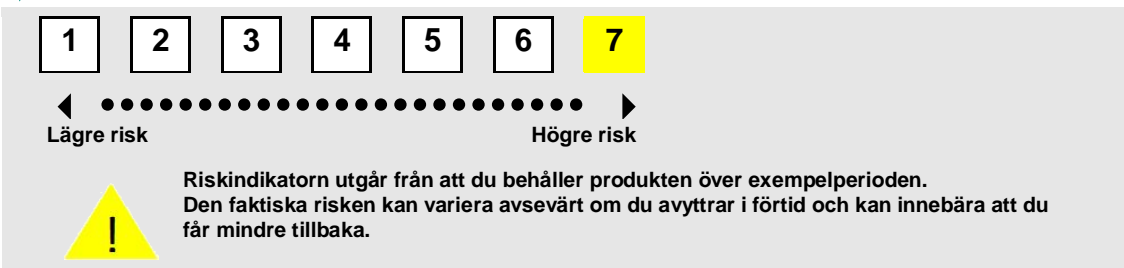 1 2 3 4 5 6 7
Lägre risk Högre risk
Riskindikatorn utgår från att du behåller produkten över exempelperioden.
Den faktiska risken kan variera avsevärt om du avyttrar i förtid och kan innebära att du
får mindre tillbaka.
!